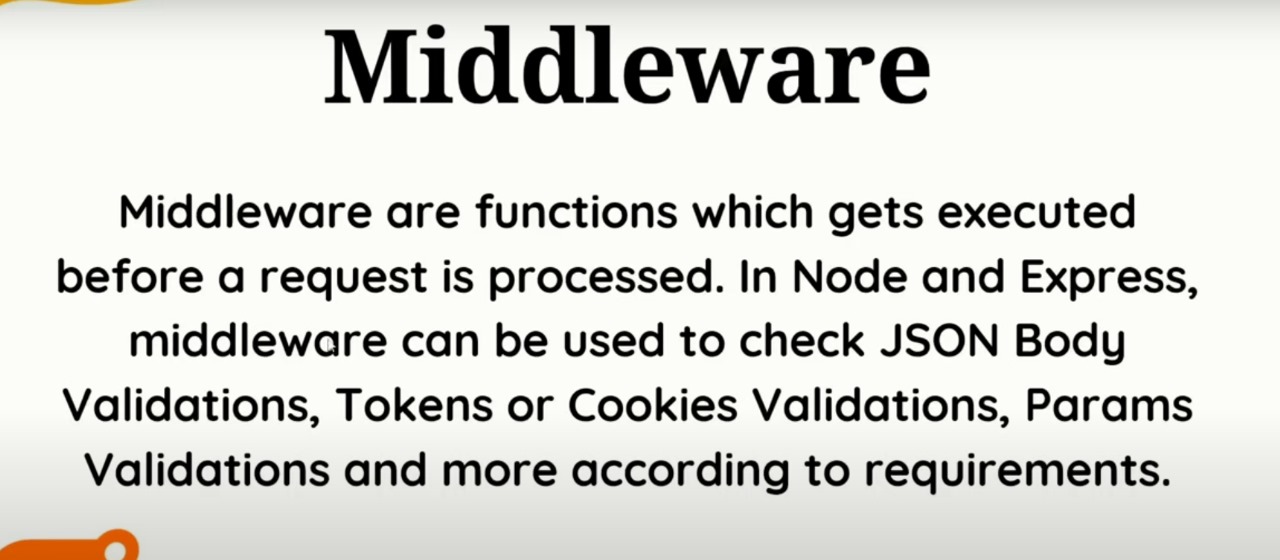 Middleware
Middleware are functions which gets executed
before a request is processed. In Node and Express,
middleware can be used to check JSON Body
Validations, Tokens or Cookies Validations, Params
Validations and more according to requirements.